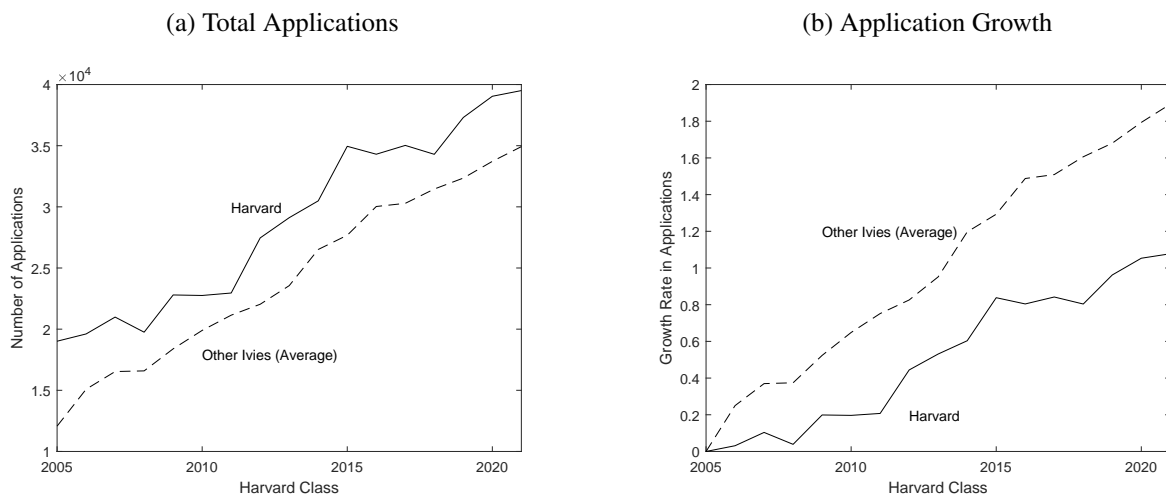 (a) Total Applications
×10⁴
4
3.5
3
2.5
2
1.5
1
2005 2010 2015 2020
Harvard Class
Number of Applications
Harvard
Other Ivies (Average)
(b) Application Growth
2
1.8
1.6
1.4
1.2
1
0.8
0.6
0.4
0.2
0
2005 2010 2015 2020
Harvard Class
Growth Rate in Applications
Other Ivies (Average)
Harvard